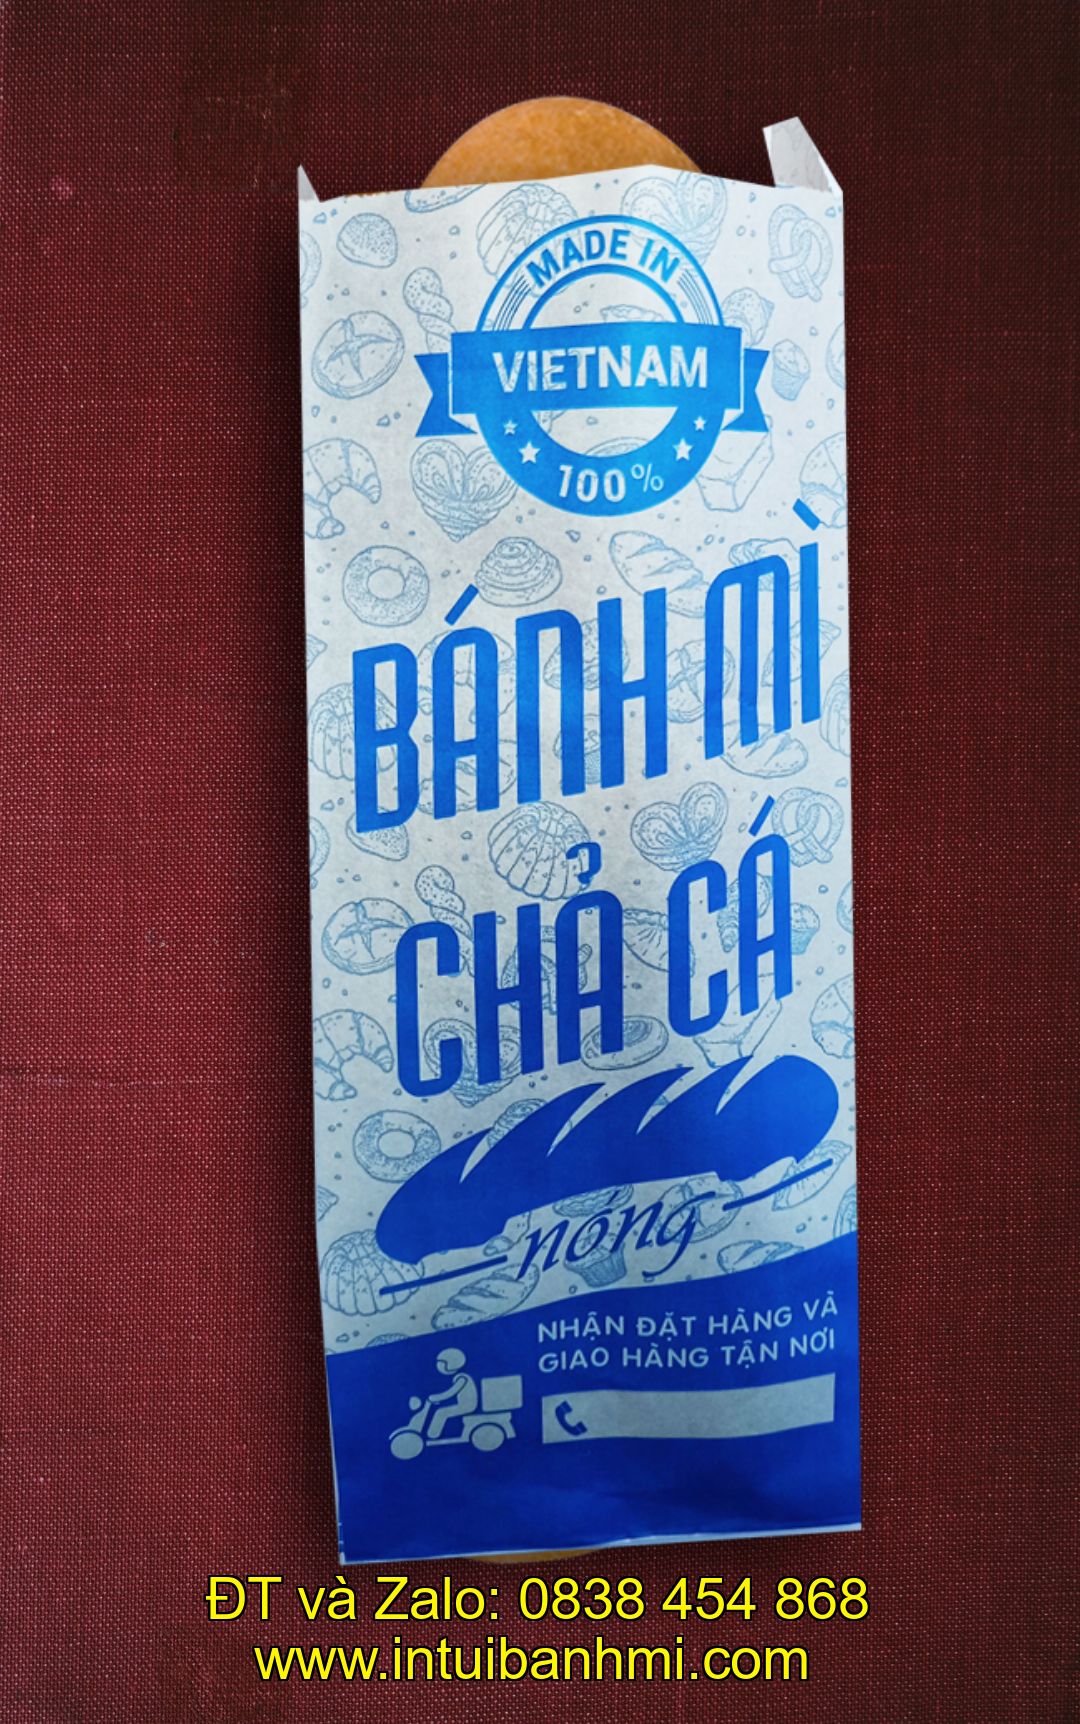 MADE IN
VIETNAM
100%
BÁNH MÌ
CHẢ CÁ
nóng
NHẬN ĐẶT HÀNG VÀ
GIAO HÀNG TẬN NƠI
ĐT và Zalo: 0838 454 868
www.intuibanhmi.com